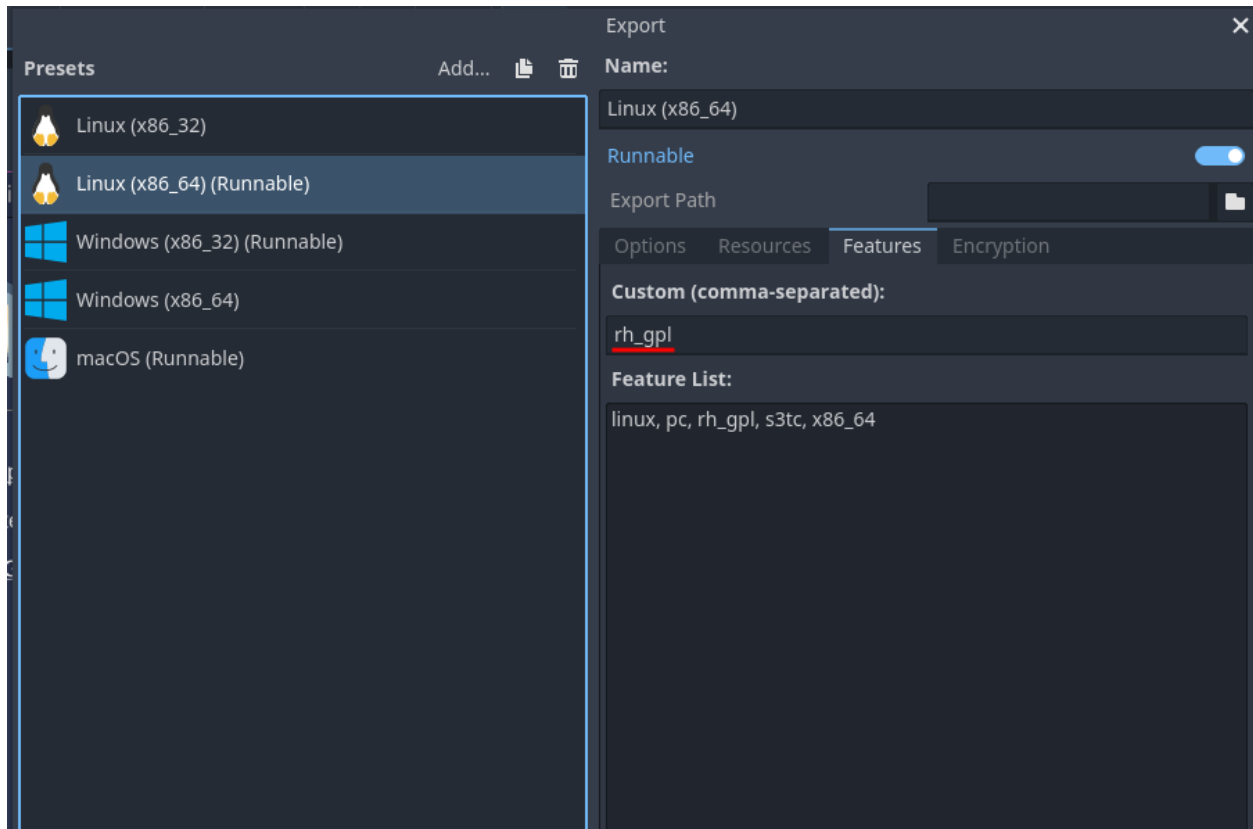 Export
Presets
Add...
Linux (x86_32)
Linux (x86_64) (Runnable)
Windows (x86_32) (Runnable)
Windows (x86_64)
macOS (Runnable)
Name:
Linux (x86_64)
Runnable
Export Path
Options Resources Features Encryption
Custom (comma-separated):
rh_gpl
Feature List:
linux, pc, rh_gpl, s3tc, x86_64